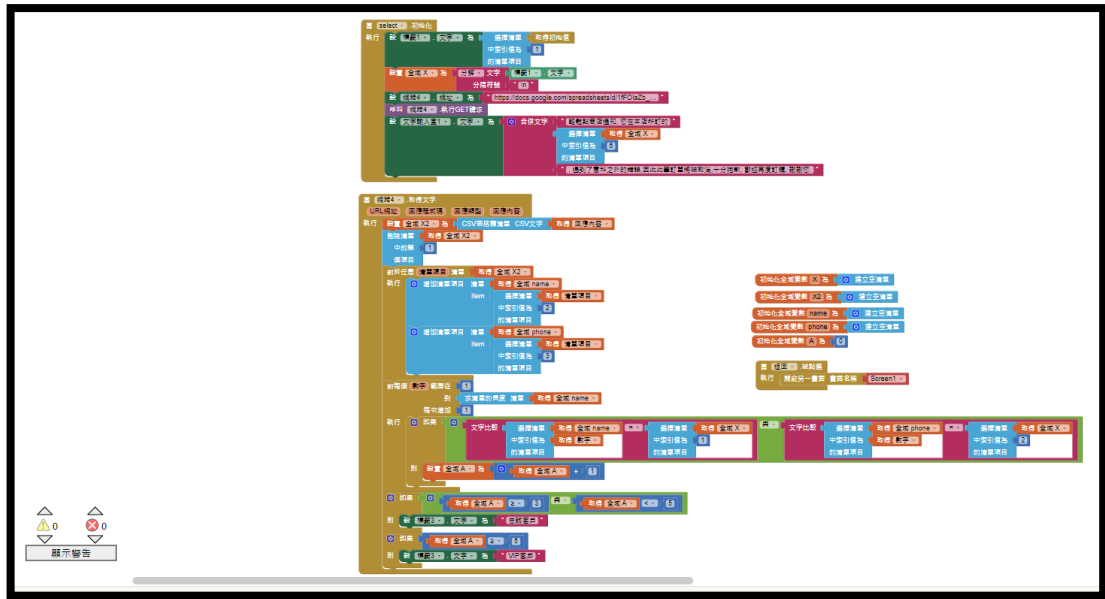 當 select .初始化
執行 設 標籤1 . 文字 為 選擇清單 取得初始值
中索引值為 1
的清單項目
設置 全域 X 為 分解 文字 標籤1 . 文字
分隔符號 " \n "
設 網路4 . 網址 為 " https://docs.google.com/spreadsheets/d/1fFOIaZb_... "
呼叫 網路4 .執行GET請求
設 文字輸入盒1 . 文字 為 合併文字
選擇清單 取得 全域 X
中索引值為 5
的清單項目
當 網路4 .取得文字
URL網址 回應程式碼 回應類型 回應內容
執行 設置 全域 X2 為 CSV表格轉清單 CSV文字 取得 回應內容
刪除清單 取得 全域 X2
中的第 1
個項目
對於任意 清單項目 清單 取得 全域 X2
執行 增加清單項目 清單 取得 全域 name
item 選擇清單 取得 清單項目
中索引值為 2
的清單項目
增加清單項目 清單 取得 全域 phone
item 選擇清單 取得 清單項目
中索引值為 3
的清單項目
對每個 數字 範圍從 1
到 求清單的長度 清單 取得 全域 name
每次增加 1
執行 如果 文字比較 選擇清單 取得 全域 name = 選擇清單 取得 全域 X 與 文字比較 選擇清單 取得 全域 phone = 選擇清單 取得 全域 X
中索引值為 取得 數字 中索引值為 1 中索引值為 取得 數字 中索引值為 2
的清單項目 的清單項目 的清單項目 的清單項目
則 設置 全域 A 為 取得 全域 A + 1
如果 取得 全域 A ≥ 3 與 取得 全域 A < 5
則 設 標籤3 . 文字 為
如果 取得 全域 A ≥ 5
則 設 標籤3 . 文字 為 " VIP客戶 "
初始化全域變數 X 為 建立空清單
初始化全域變數 X2 為 建立空清單
初始化全域變數 name 為 建立空清單
初始化全域變數 phone 為 建立空清單
初始化全域變數 A 為 0
當 返回 .被點選
執行 開啟另一畫面 畫面名稱 " Screen1 "
0 0
顯示警告